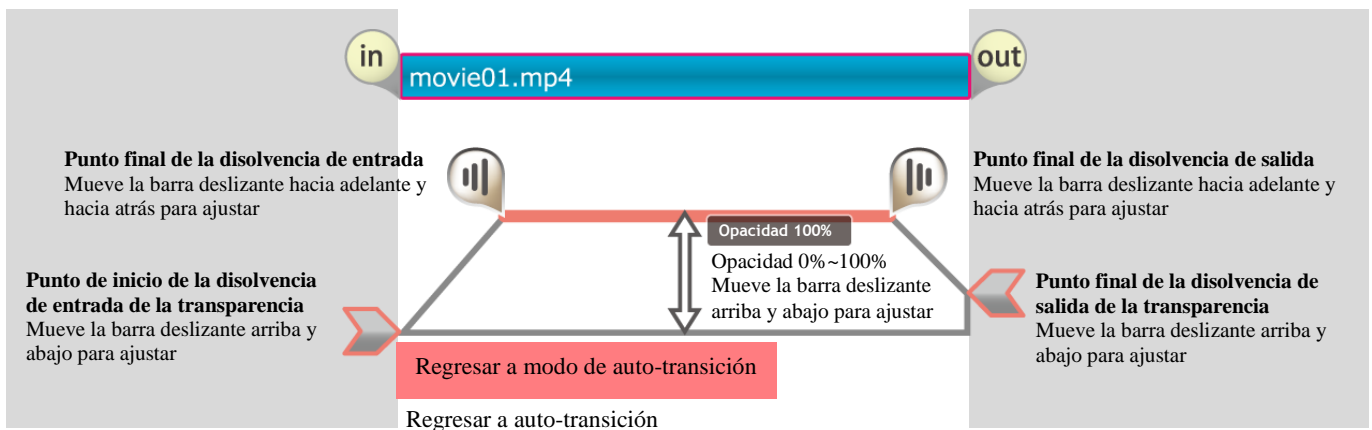 in
out
movie01.mp4
Punto final de la disolvencia de entrada
Mueve la barra deslizante hacia adelante y
hacia atrás para ajustar
Punto final de la disolvencia de salida
Mueve la barra deslizante hacia adelante y
hacia atrás para ajustar
Opacidad 100%
Opacidad 0%~100%
Mueve la barra deslizante
arriba y abajo para ajustar
Punto de inicio de la disolvencia
de entrada de la transparencia
Mueve la barra deslizante arriba y
abajo para ajustar
Punto final de la disolvencia de
salida de la transparencia
Mueve la barra deslizante arriba y
abajo para ajustar
Regresar a modo de auto-transición
Regresar a auto-transición